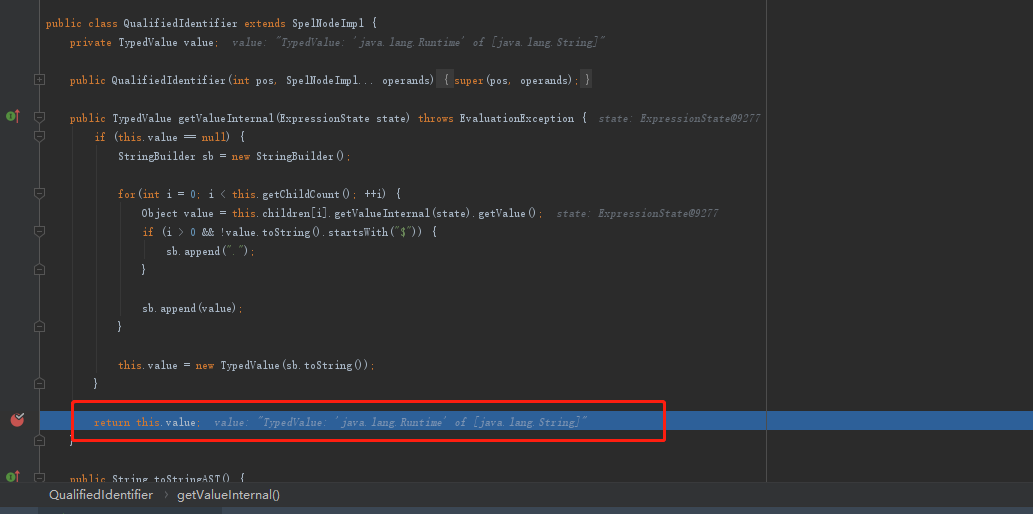 public class QualifiedIdentifier extends SpelNodeImpl {
private TypedValue value; value: "TypedValue: 'java.lang.Runtime' of [java.lang.String]"
public QualifiedIdentifier(int pos, SpelNodeImpl... operands) { super(pos, operands); }
public TypedValue getValueInternal(ExpressionState state) throws EvaluationException { state: ExpressionState@9277
if (this.value == null) {
StringBuilder sb = new StringBuilder();
for(int i = 0; i < this.getChildCount(); ++i) {
Object value = this.children[i].getValueInternal(state).getValue(); state: ExpressionState@9277
if (i > 0 && !value.toString().startsWith("$")) {
sb.append(".");
}
sb.append(value);
}
this.value = new TypedValue(sb.toString());
}
return this.value; value: "TypedValue: 'java.lang.Runtime' of [java.lang.String]"
}
public String toStringAST() {
QualifiedIdentifier › getValueInternal()